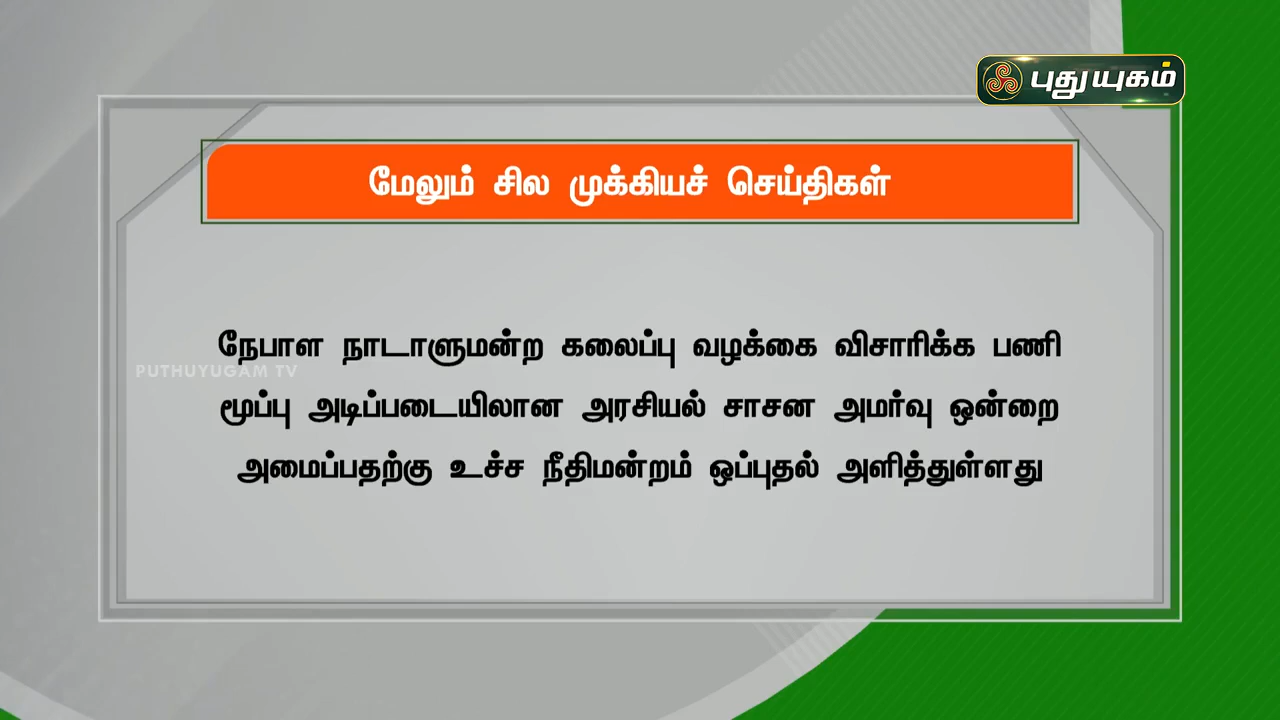 புதுயுகம்
மேலும் சில முக்கியச் செய்திகள்
நேபாள நாடாளுமன்ற கலைப்பு வழக்கை விசாரிக்க பணி
PUTHUYUGAM TV
மூப்பு அடிப்படையிலான அரசியல் சாசன அமர்வு ஒன்றை
அமைப்பதற்கு உச்ச நீதிமன்றம் ஒப்புதல் அளித்துள்ளது